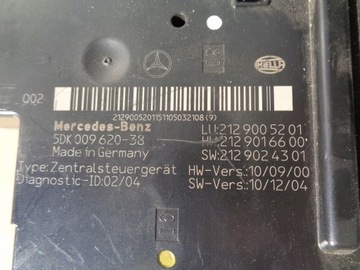 HELLA
002
2129005201151105032108(9)
Mercedes-Benz
5DK 009 620-38
Made in Germany
Type: Zentralsteuergerät
Diagnostic-ID:02/04
LU:212 900 52 01
HW:212 901 66 00
SW:212 902 43 01
HW-Vers.:10/09/00
SW-Vers.:10/12/04